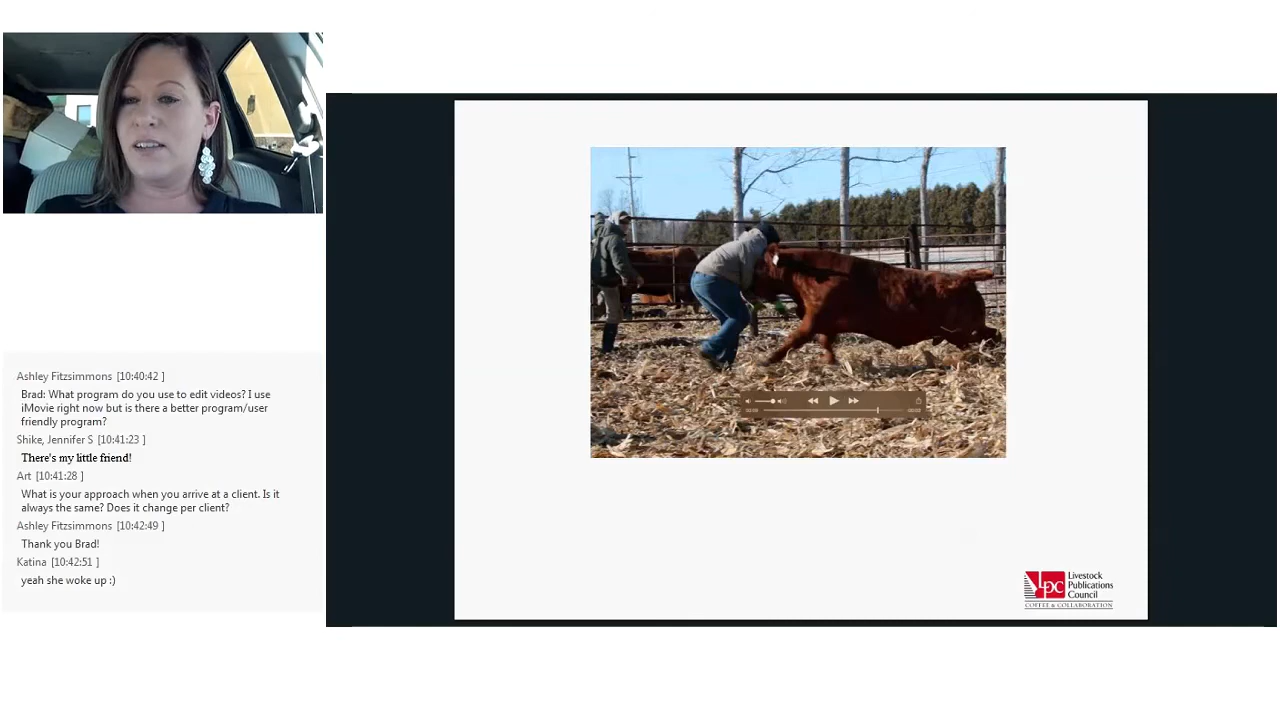 Ashley Fitzsimmons [10:40:42 ]
Brad: What program do you use to edit videos? I use
iMovie right now but is there a better program/user
friendly program?
Shike, Jennifer S [10:41:23 ]
There's my little friend!
Art [10:41:28 ]
What is your approach when you arrive at a client. Is it
always the same? Does it change per client?
Ashley Fitzsimmons [10:42:49 ]
Thank you Brad!
Katina [10:42:51 ]
yeah she woke up :)
LPC
Livestock
Publications
Council
COFFEE & COLLABORATION